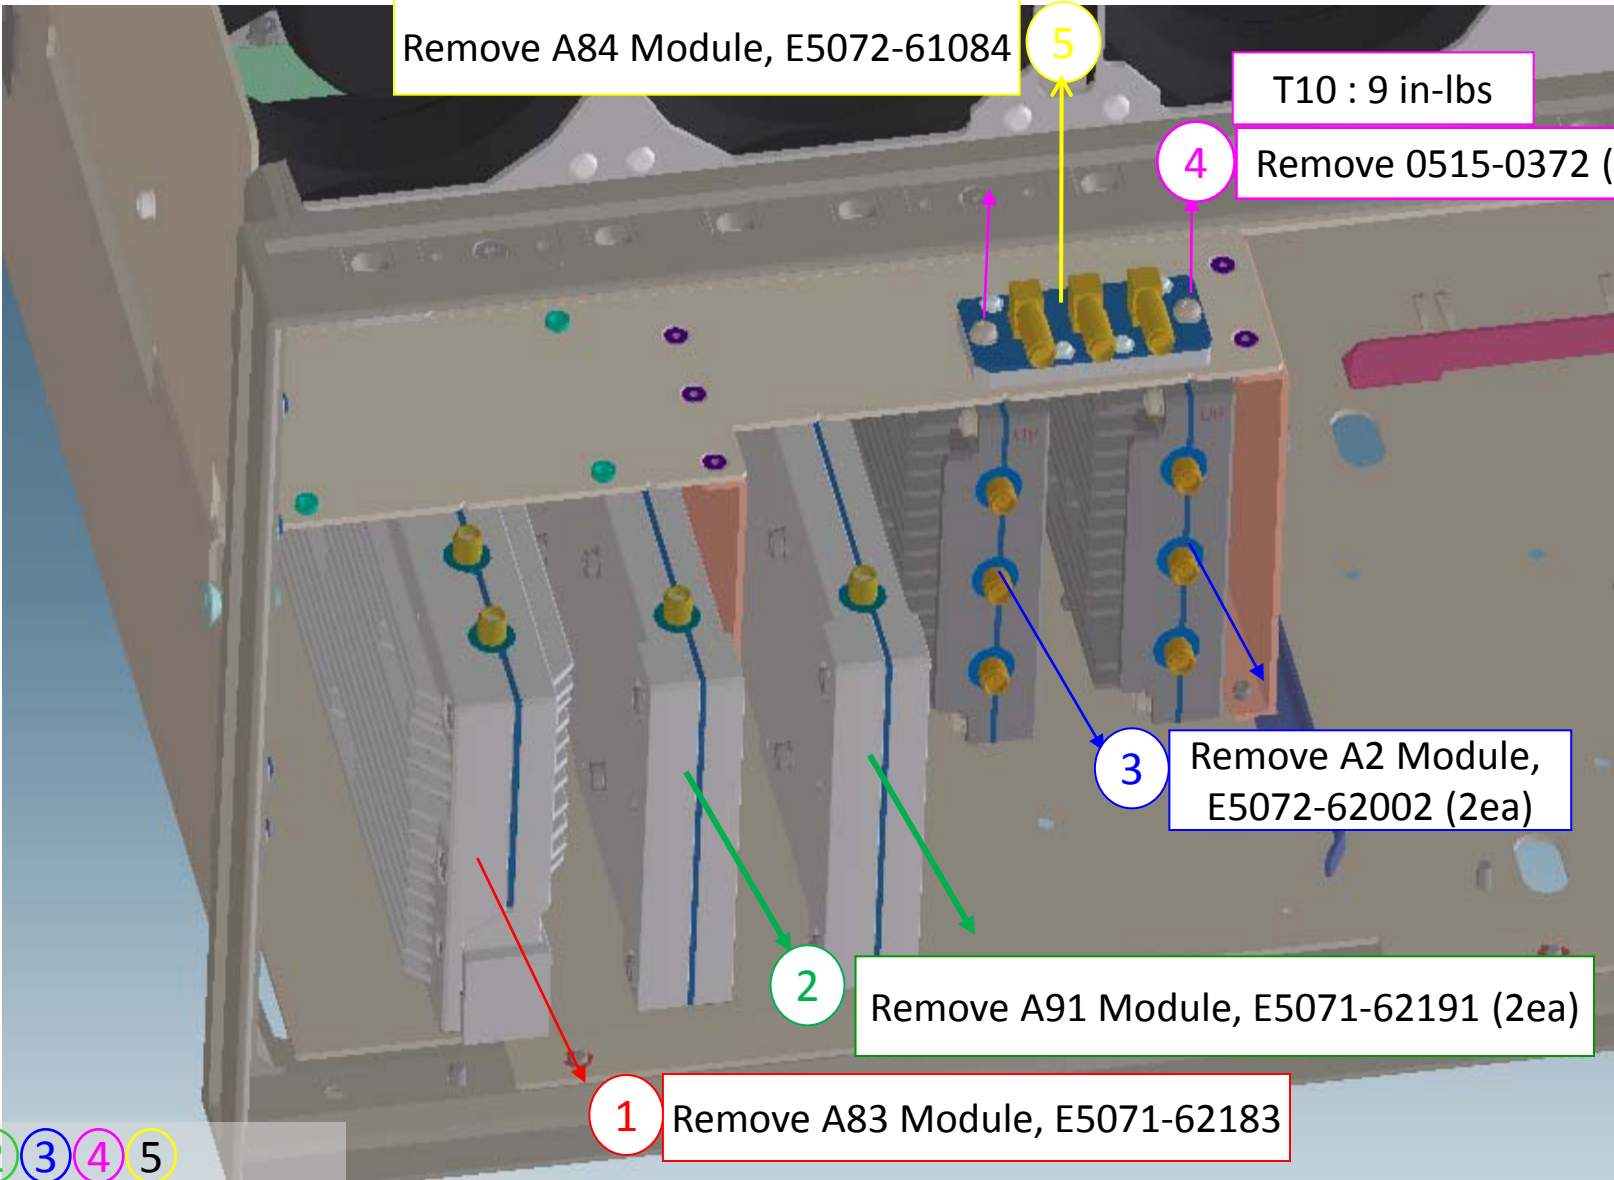 Remove A84 Module, E5072-61084
5
T10 : 9 in-lbs
4
Remove 0515-0372 (
3
Remove A2 Module,
E5072-62002 (2ea)
2
Remove A91 Module, E5071-62191 (2ea)
1
Remove A83 Module, E5071-62183
2 3 4 5